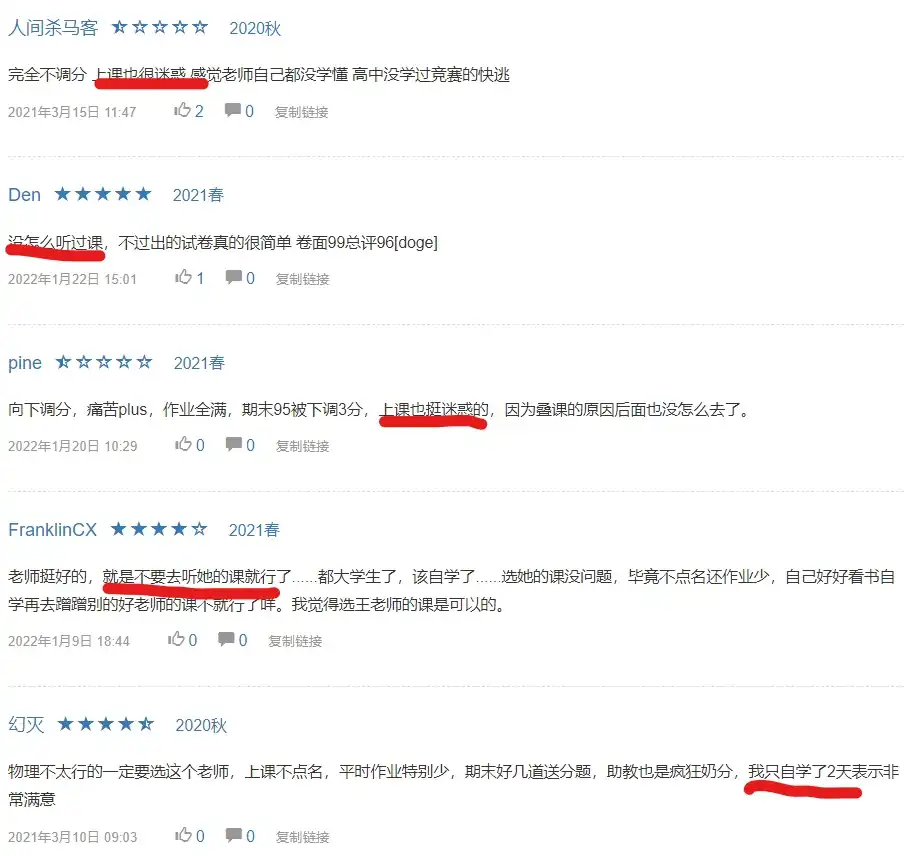 人间杀马客 ⯪☆☆☆☆ 2020秋
完全不调分 上课也很迷惑 感觉老师自己都没学懂 高中没学过竞赛的快逃
2021年3月15日 11:47 2 0 复制链接
Den ★★★★★ 2021春
没怎么听过课，不过出的试卷真的很简单 卷面99总评96[doge]
2022年1月22日 15:01 1 0 复制链接
pine ⯪☆☆☆☆ 2021春
向下调分，痛苦plus，作业全满，期末95被下调3分，上课也挺迷惑的，因为叠课的原因后面也没怎么去了。
2022年1月20日 10:29 0 0 复制链接
FranklinCX ★★★★☆ 2021春
老师挺好的，就是不要去听她的课就行了......都大学生了，该自学了......选她的课没问题，毕竟不点名还作业少，自己好好看书自
学再去蹭蹭别的好老师的课不就行了咩。我觉得选王老师的课是可以的。
2022年1月9日 18:44 0 0 复制链接
幻灭 ★★★★⯪ 2020秋
物理不太行的一定要选这个老师，上课不点名，平时作业特别少，期末好几道送分题，助教也是疯狂奶分，我只自学了2天表示非
常满意
2021年3月10日 09:03 0 0 复制链接